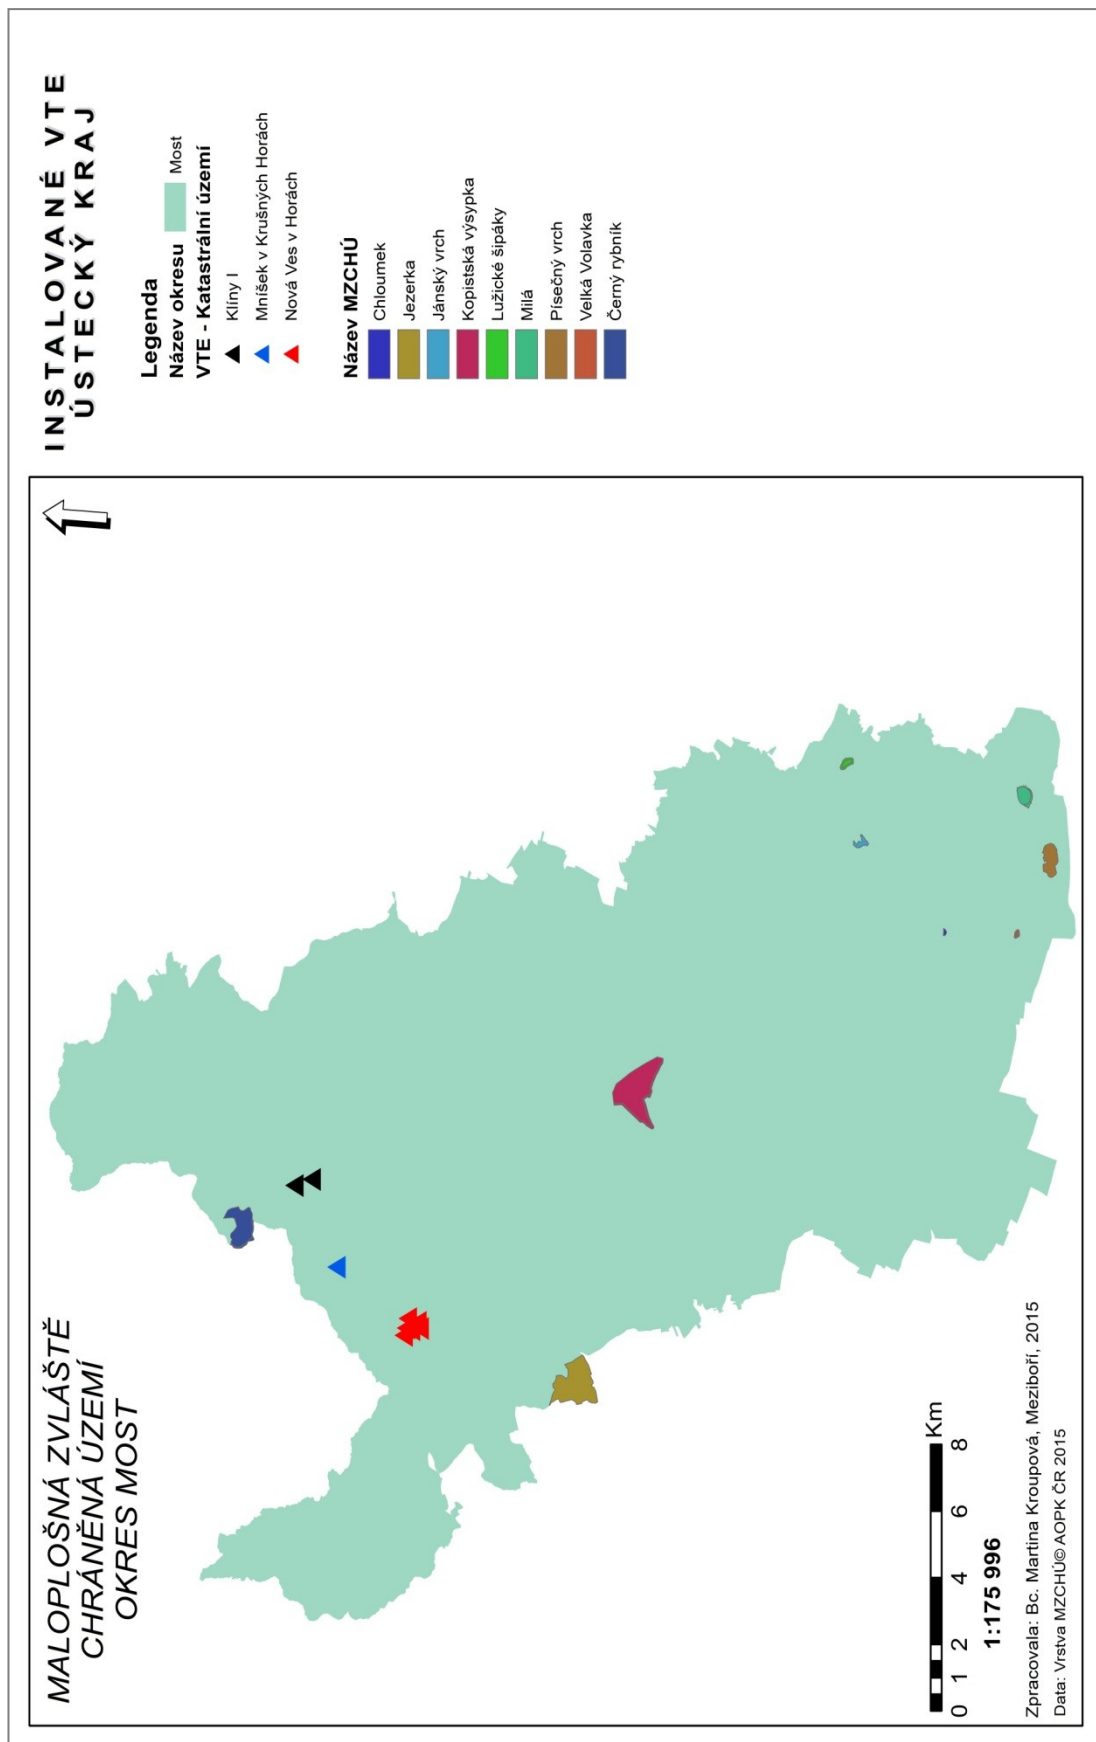 MALOPLOŠNÁ ZVLÁŠTĚ
CHRÁNĚNÁ ÚZEMÍ
OKRES MOST
INSTALOVANÉ VTE
ÚSTECKÝ KRAJ
Legenda
Název okresu Most
VTE - Katastrální území
Klíny I
Mníšek v Krušných Horách
Nová Ves v Horách
Název MZCHÚ
Chloumek
Jezerka
Jánský vrch
Kopistská výsypka
Lužické šipáky
Milá
Písečný vrch
Velká Volavka
Černý rybník
0 1 2 4 6 8 Km
1:175 996
Zpracovala: Bc. Martina Kroupová, Meziboří, 2015
Data: Vrstva MZCHÚ© AOPK ČR 2015